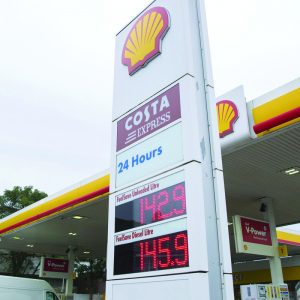 COSTA
EXPRESS
24 Hours
FuelSave Unleaded Litre
142.9
FuelSave Diesel Litre
145.9
V-Power